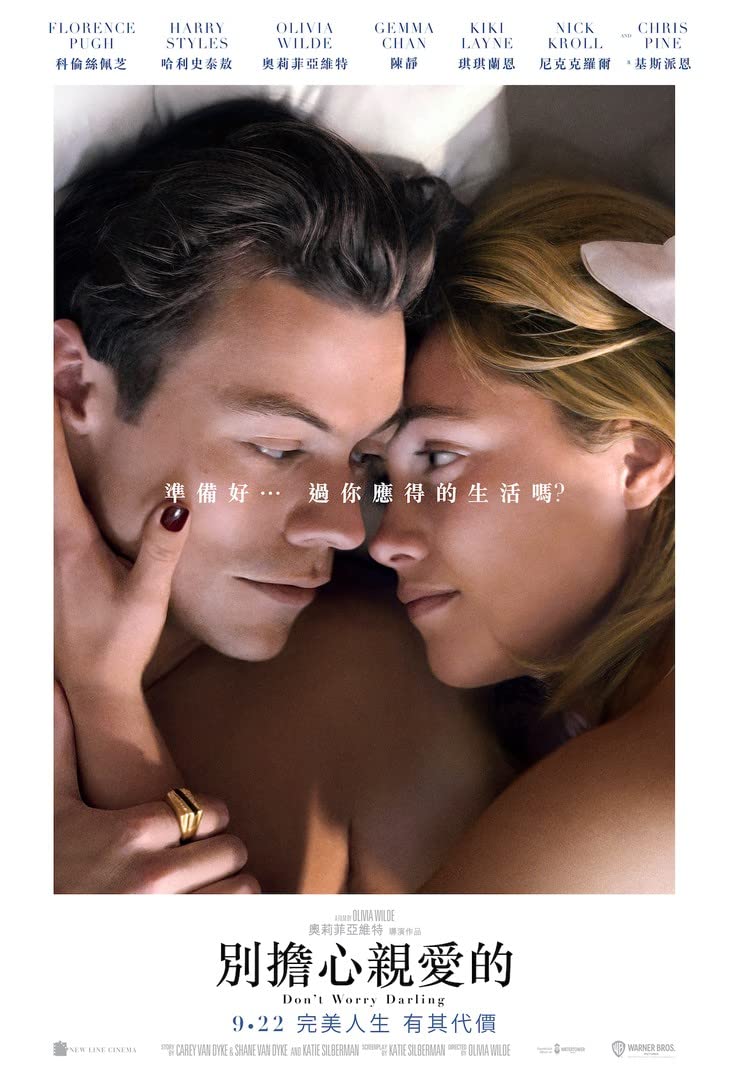 FLORENCE PUGH
科倫絲佩芝
HARRY STYLES
哈利史泰敖
OLIVIA WILDE
奧莉菲亞維特
GEMMA CHAN
陳靜
KIKI LAYNE
琪琪蘭恩
NICK KROLL
尼克克羅爾
AND CHRIS PINE
基斯派恩
準備好… 過你應得的生活嗎?
A FILM BY OLIVIA WILDE
奧莉菲亞維特 導演作品
別擔心親愛的
Don't Worry Darling
9.22 完美人生 有其代價
NEW LINE CINEMA
STORY BY CAREY VAN DYKE & SHANE VAN DYKE AND KATIE SILBERMAN SCREENPLAY BY KATIE SILBERMAN DIRECTED BY OLIVIA WILDE
WARNER BROS.